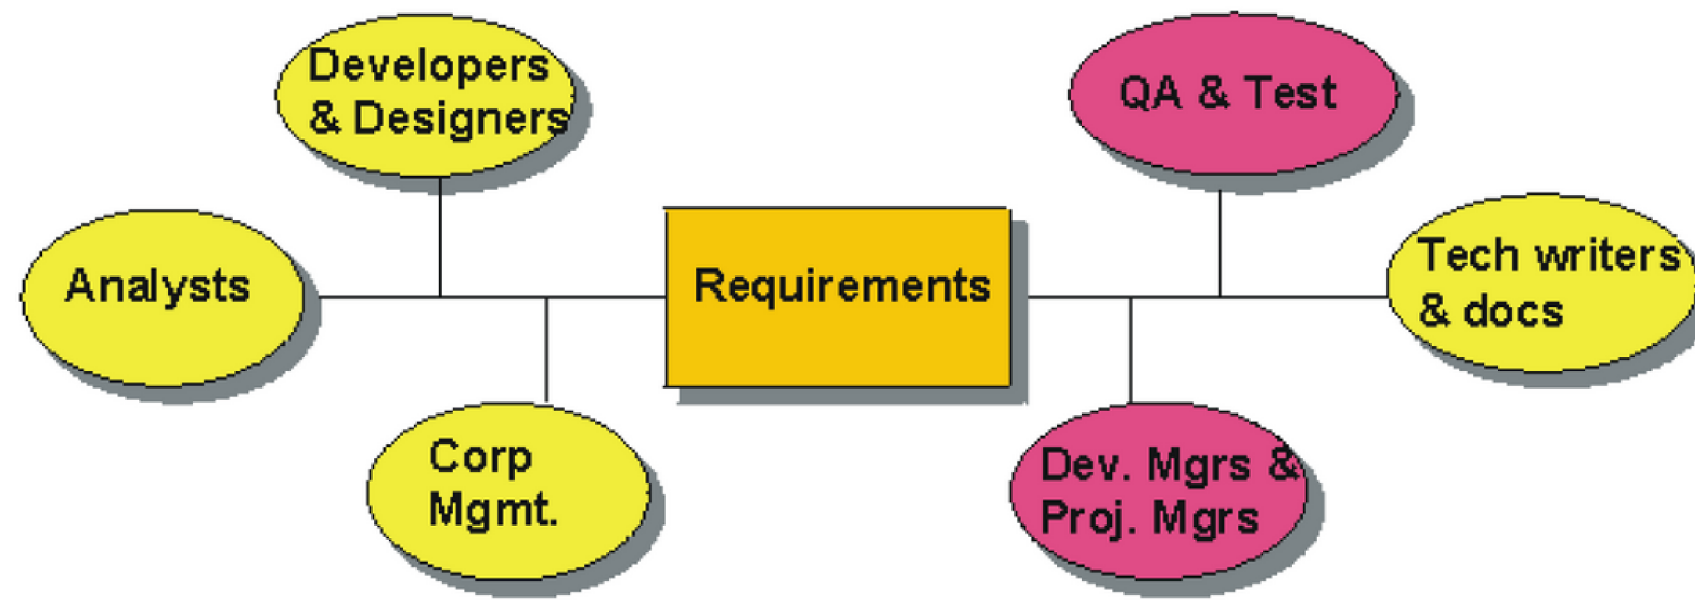 Developers
& Designers
QA & Test
Analysts
Requirements
Tech writers
& docs
Corp
Mgmt.
Dev. Mgrs &
Proj. Mgrs